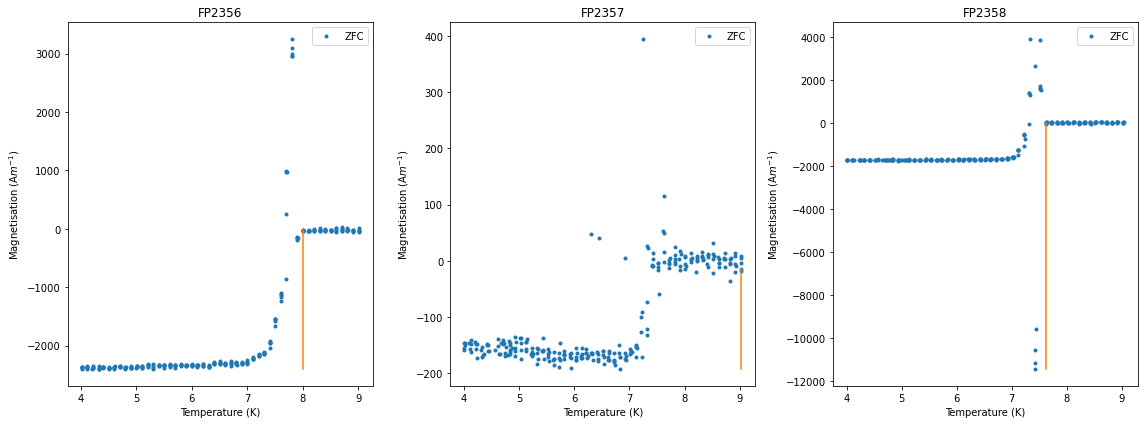 FP2356
ZFC
3000
2000
1000
0
−1000
−2000
Magnetisation (Am⁻¹)
4 5 6 7 8 9
Temperature (K)
FP2357
ZFC
400
300
200
100
0
−100
−200
Magnetisation (Am⁻¹)
4 5 6 7 8 9
Temperature (K)
FP2358
ZFC
4000
2000
0
−2000
−4000
−6000
−8000
−10000
−12000
Magnetisation (Am⁻¹)
4 5 6 7 8 9
Temperature (K)